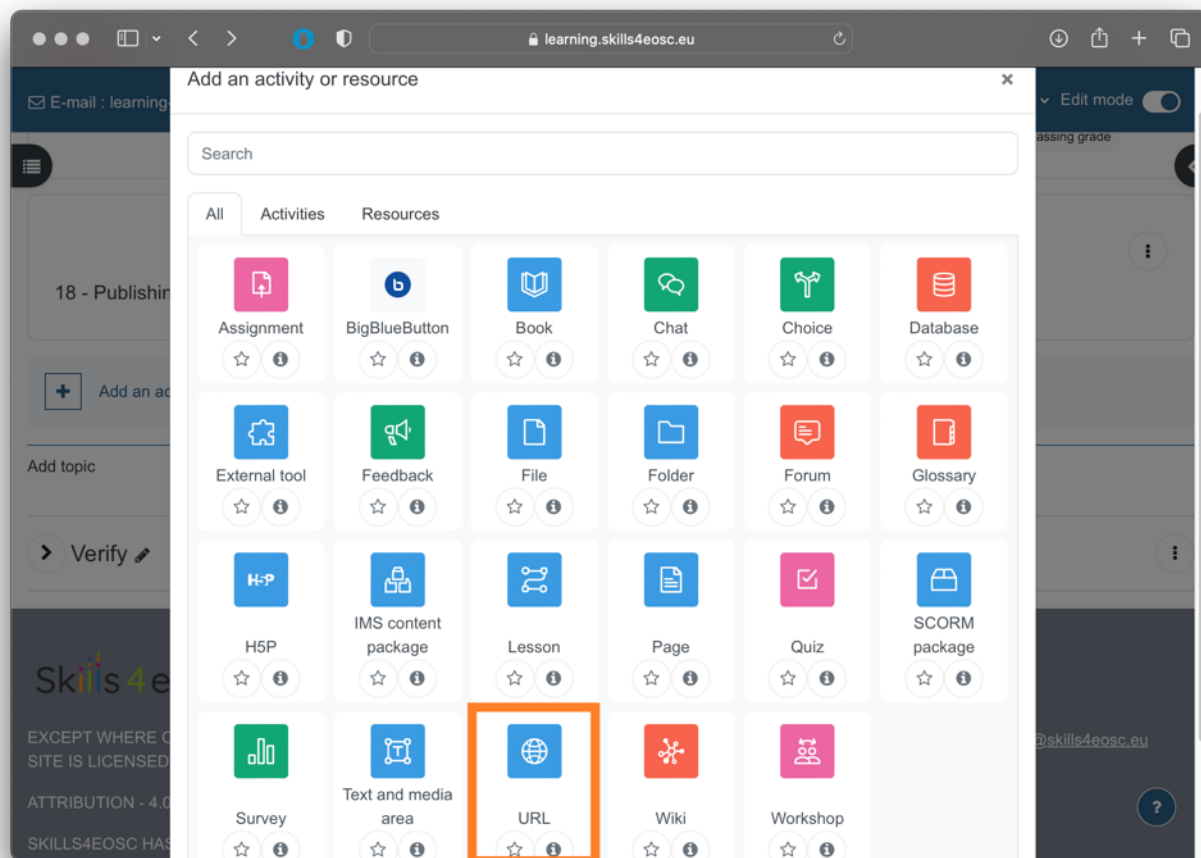 learning.skills4eosc.eu
E-mail : learning-
Edit mode
assing grade
Add an activity or resource
Search
All Activities Resources
18 - Publishin
Assignment BigBlueButton Book Chat Choice Database
Add an ac
External tool Feedback File Folder Forum Glossary
Add topic
Verify
H5P
H5P IMS content package Lesson Page Quiz SCORM package
Skills4e
EXCEPT WHERE
SITE IS LICENSED
@skills4eosc.eu
ATTRIBUTION - 4.0
SKILLS4EOSC HAS
Survey Text and media area URL Wiki Workshop
?